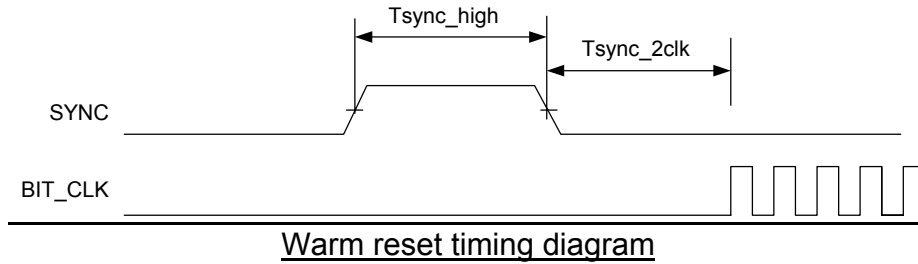 Tsync_high
Tsync_2clk
SYNC
BIT_CLK
Warm reset timing diagram